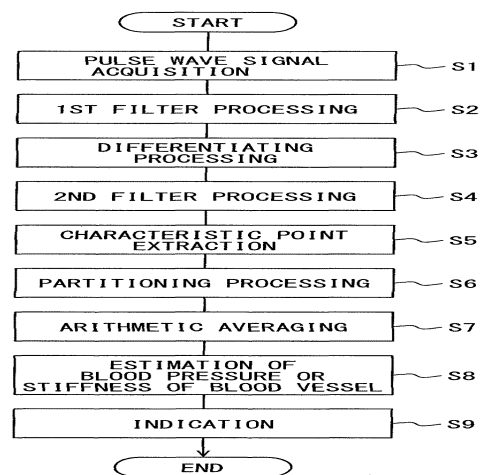 START
PULSE WAVE SIGNAL
ACQUISITION
S1
1ST FILTER PROCESSING
S2
DIFFERENTIATING
PROCESSING
S3
2ND FILTER PROCESSING
S4
CHARACTERISTIC POINT
EXTRACTION
S5
PARTITIONING PROCESSING
S6
ARITHMETIC AVERAGING
S7
ESTIMATION OF
BLOOD PRESSURE OR
STIFFNESS OF BLOOD VESSEL
S8
INDICATION
S9
END